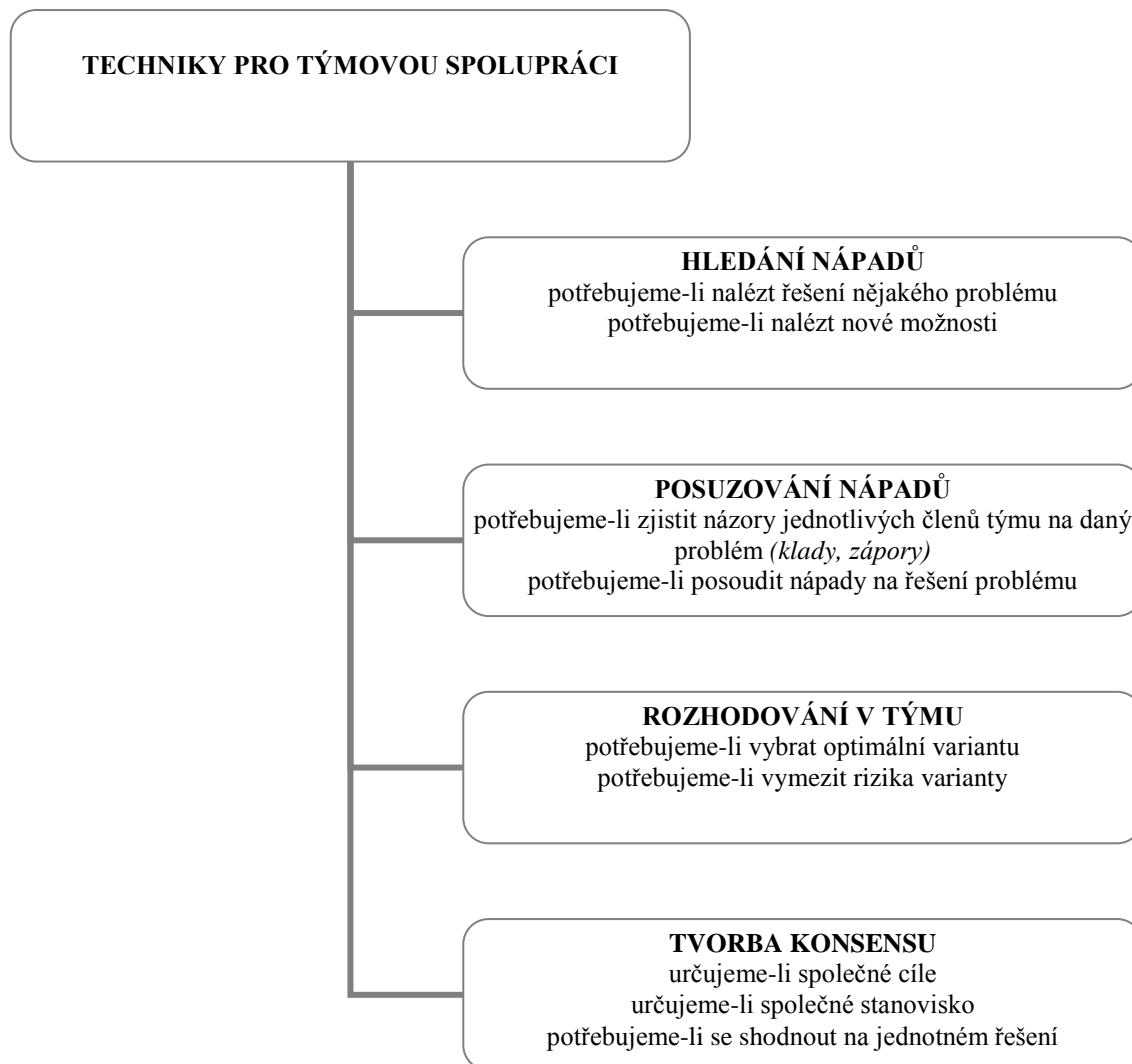 TECHNIKY PRO TÝMOVOU SPOLUPRÁCI
HLEDÁNÍ NÁPADŮ
potřebujeme-li nalézt řešení nějakého problému
potřebujeme-li nalézt nové možnosti
POSUZOVÁNÍ NÁPADŮ
potřebujeme-li zjistit názory jednotlivých členů týmu na daný
problém (klady, zápory)
potřebujeme-li posoudit nápady na řešení problému
ROZHODOVÁNÍ V TÝMU
potřebujeme-li vybrat optimální variantu
potřebujeme-li vymezit rizika varianty
TVORBA KONSENSU
určujeme-li společné cíle
určujeme-li společné stanovisko
potřebujeme-li se shodnout na jednotném řešení